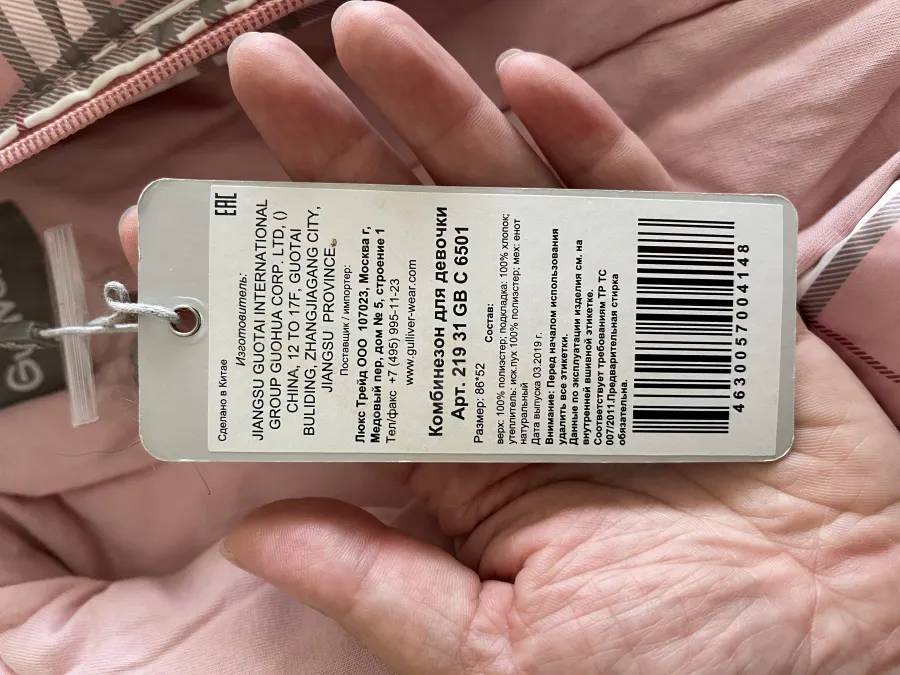 Сделано в Китае
EAC
Изготовитель:
JIANGSU GUOTAI INTERNATIONAL
GROUP GUOHUA CORP. LTD, ()
CHINA, 12 TO 17F, GUOTAI
BULIDING, ZHANGJIAGANG CITY,
JIANGSU PROVINCE.
Поставщик / импортер:
Люкс Трейд ООО 107023, Москва г,
Медовый пер, дом № 5, строение 1
Тел/факс +7 (495) 995-11-23
www.gulliver-wear.com
Комбинезон для девочки
Арт. 219 31 GB C 6501
Размер: 86*52
Состав:
верх: 100% полиэстер; подкладка: 100% хлопок;
утеплитель: иск.пух 100% полиэстер; мех: енот
натуральный
Дата выпуска 03.2019 г.
Внимание: Перед началом использования
удалить все этикетки.
Данные по эксплуатации изделия см. на
внутренней вшивной этикетке.
Соответствует требованиям ТР ТС
007/2011.Предварительная стирка
обязательна.
4630057004148